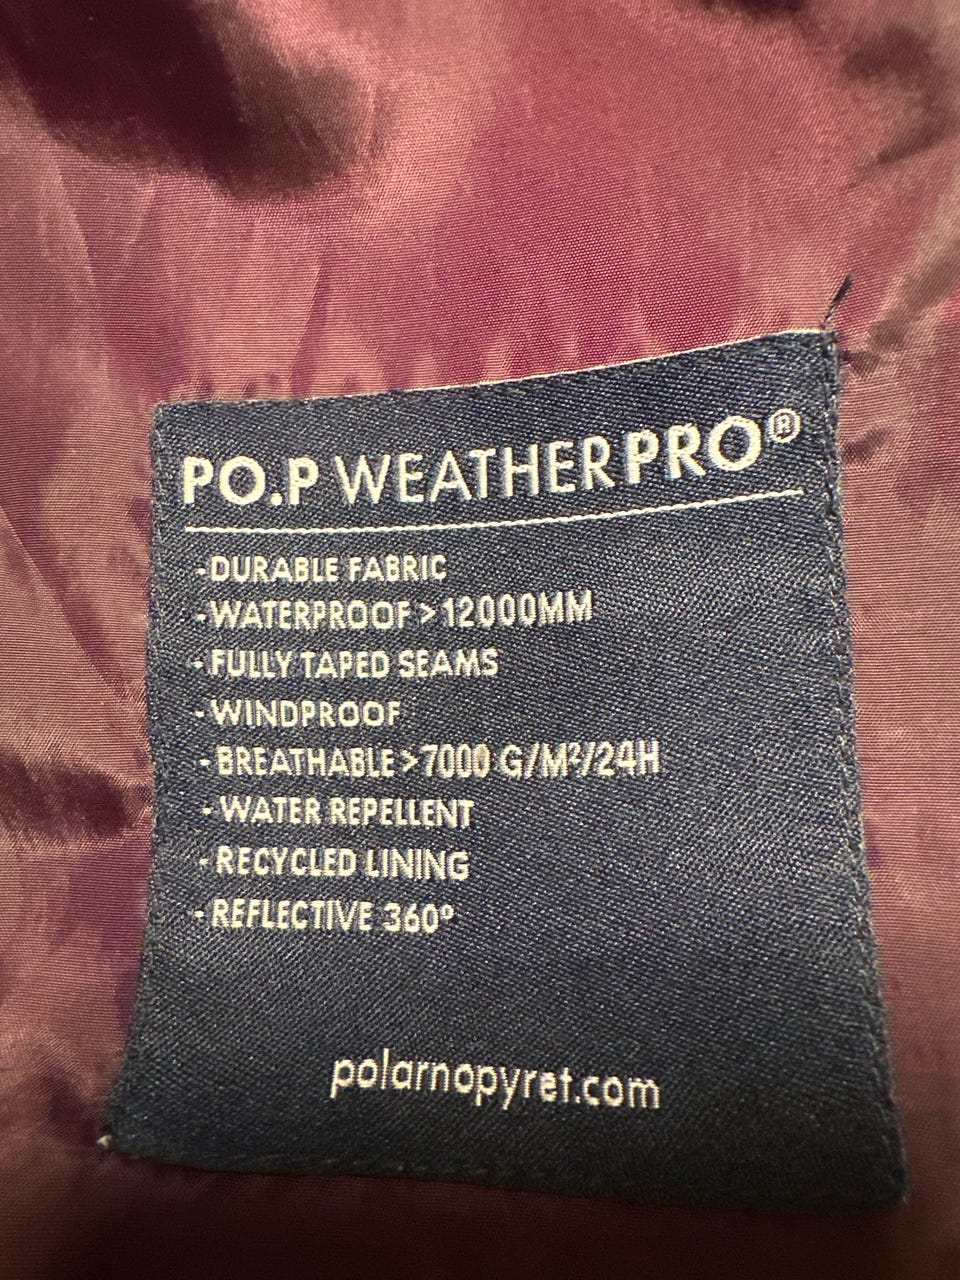 PO.P WEATHERPRO®
-DURABLE FABRIC
-WATERPROOF > 12000MM
-FULLY TAPED SEAMS
-WINDPROOF
-BREATHABLE >7000 G/M²/24H
-WATER REPELLENT
-RECYCLED LINING
-REFLECTIVE 360°
polarnopyret.com